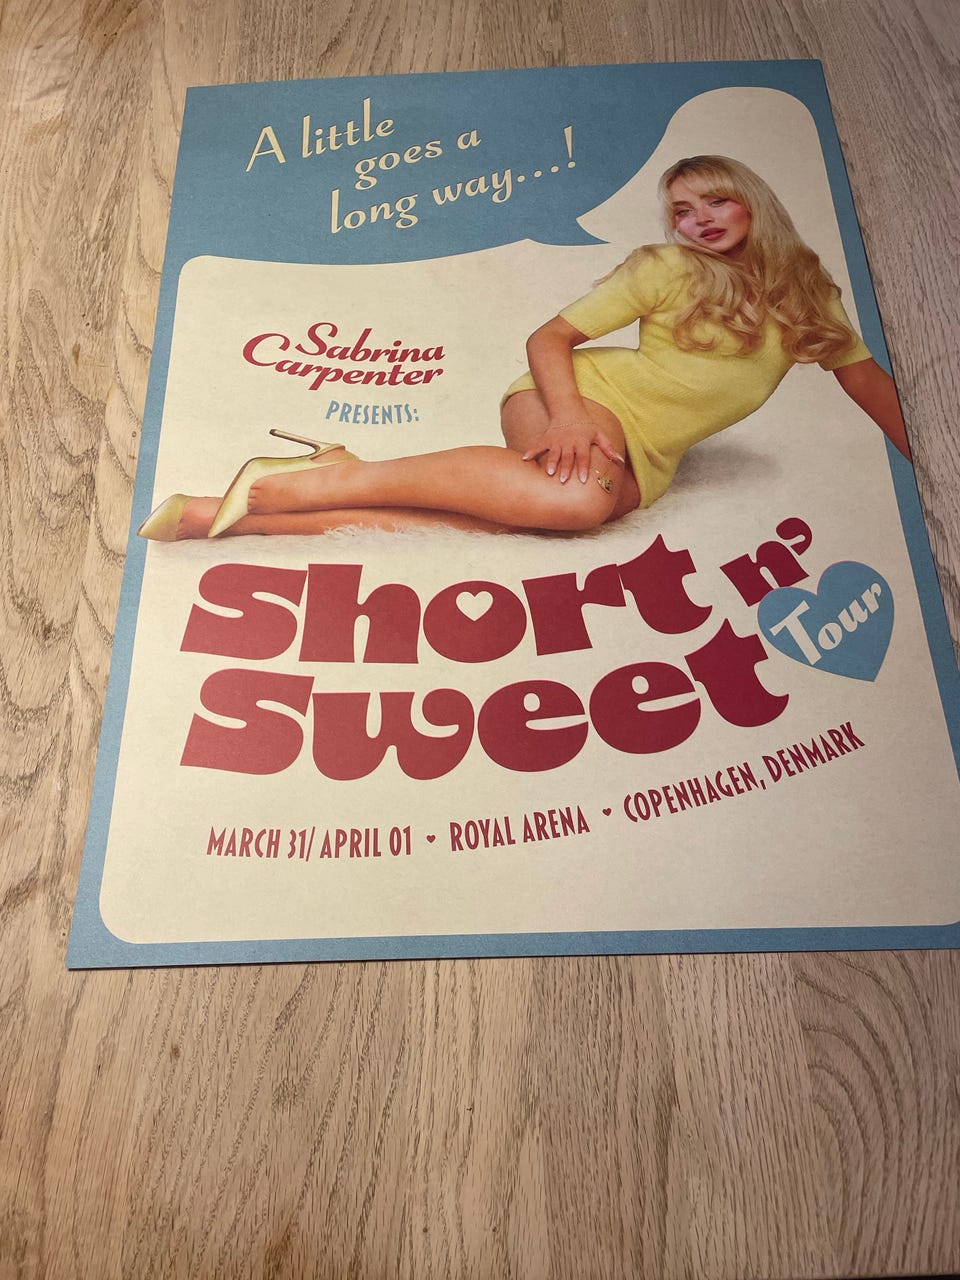 A little
goes a
long way...!
Sabrina
Carpenter
PRESENTS:
Short n'
Sweet
Tour
MARCH 31/ APRIL 01 • ROYAL ARENA • COPENHAGEN, DENMARK